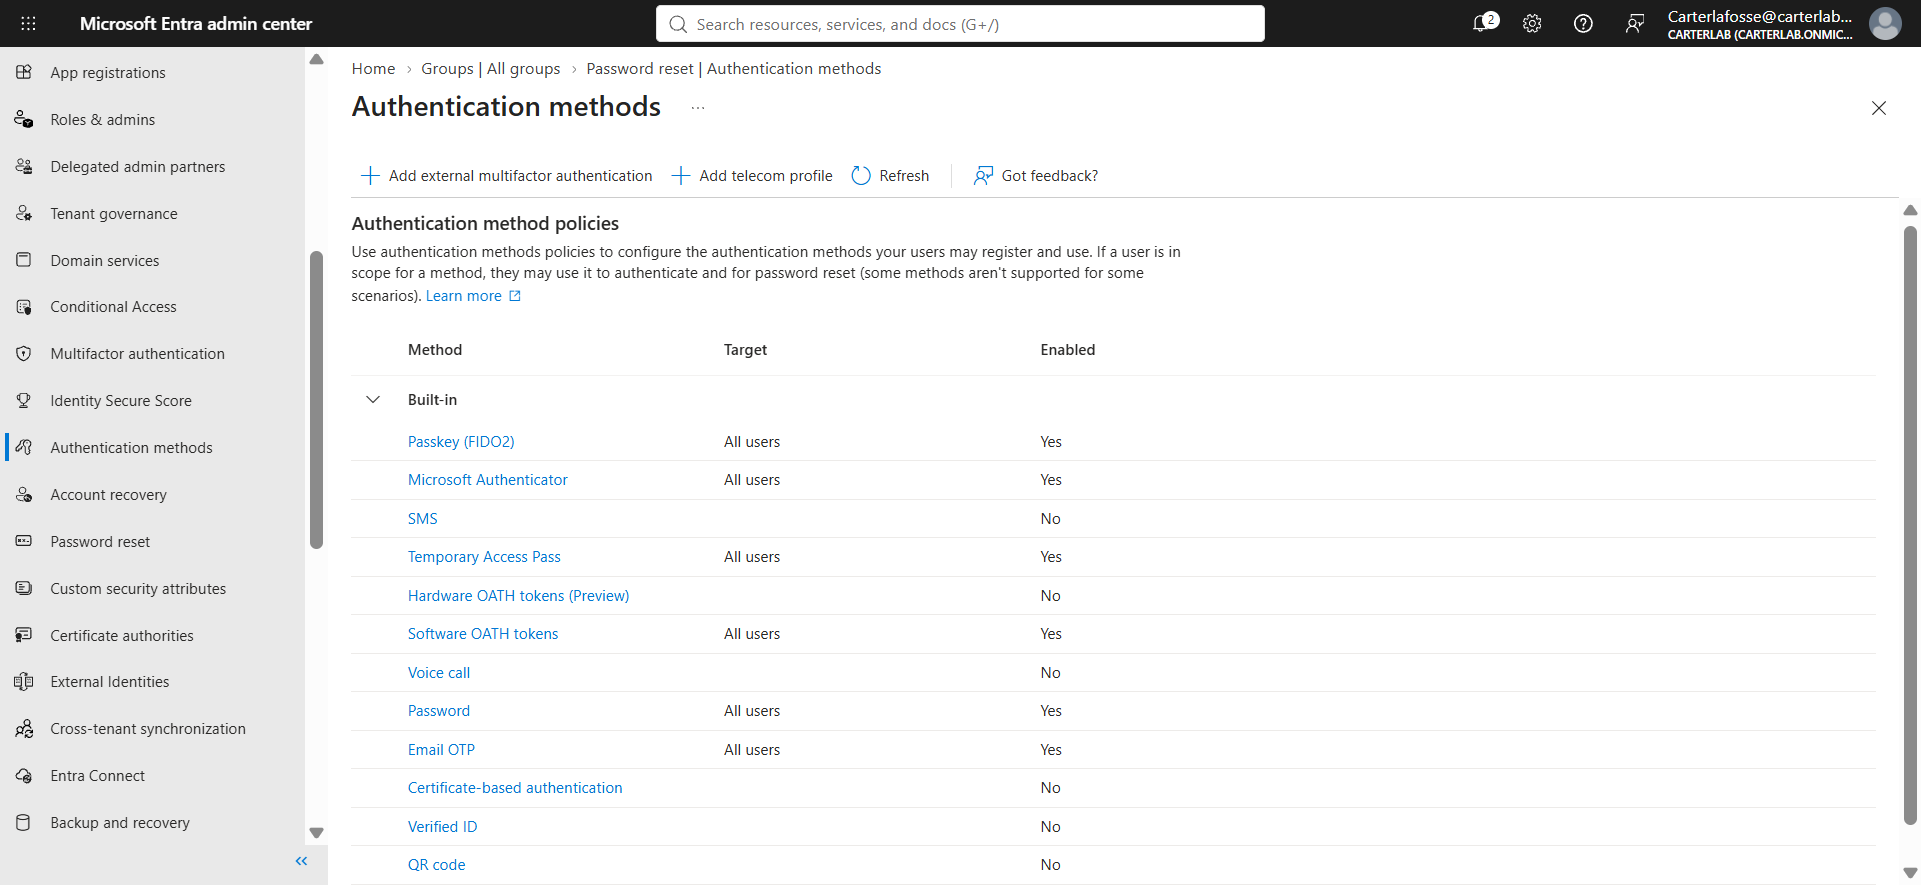 Microsoft Entra admin center
Search resources, services, and docs (G+/)
2
Carterlafosse@carterlab...
CARTERLAB (CARTERLAB.ONMIC...
App registrations
Roles & admins
Delegated admin partners
Tenant governance
Domain services
Conditional Access
Multifactor authentication
Identity Secure Score
Authentication methods
Account recovery
Password reset
Custom security attributes
Certificate authorities
External Identities
Cross-tenant synchronization
Entra Connect
Backup and recovery
Home › Groups | All groups › Password reset | Authentication methods
Authentication methods ...
Add external multifactor authentication Add telecom profile Refresh Got feedback?
Authentication method policies
Use authentication methods policies to configure the authentication methods your users may register and use. If a user is in
scope for a method, they may use it to authenticate and for password reset (some methods aren't supported for some
scenarios). Learn more
Method Target Enabled
Built-in
Passkey (FIDO2) All users Yes
Microsoft Authenticator All users Yes
SMS No
Temporary Access Pass All users Yes
Hardware OATH tokens (Preview) No
Software OATH tokens All users Yes
Voice call No
Password All users Yes
Email OTP All users Yes
Certificate-based authentication No
Verified ID No
QR code No